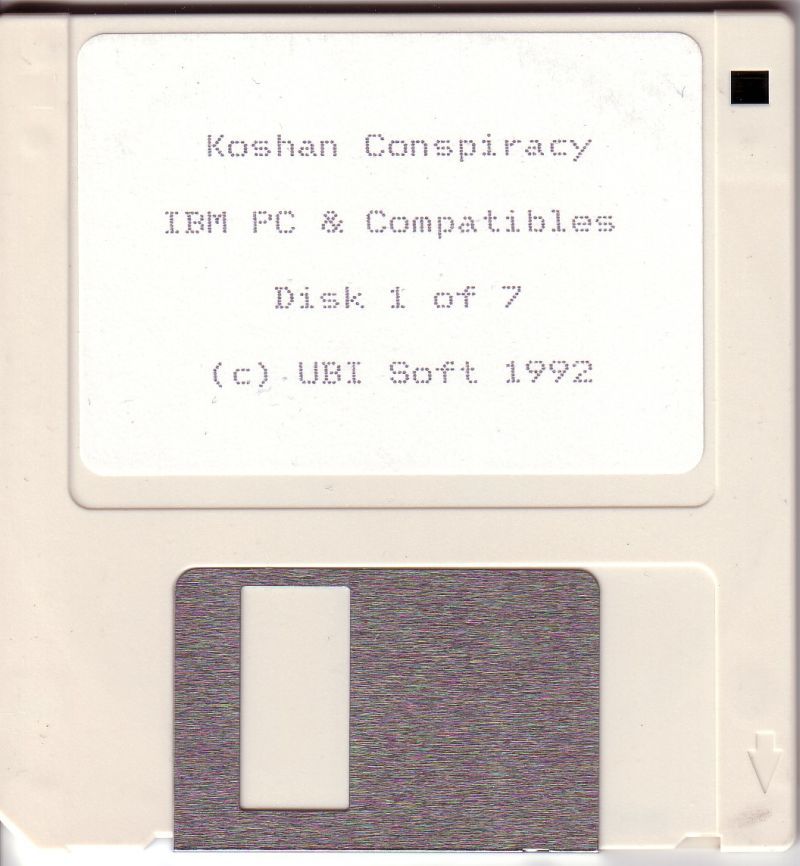 Koshan Conspiracy
IBM PC & Compatibles
Disk 1 of 7
(c) UBI Soft 1992